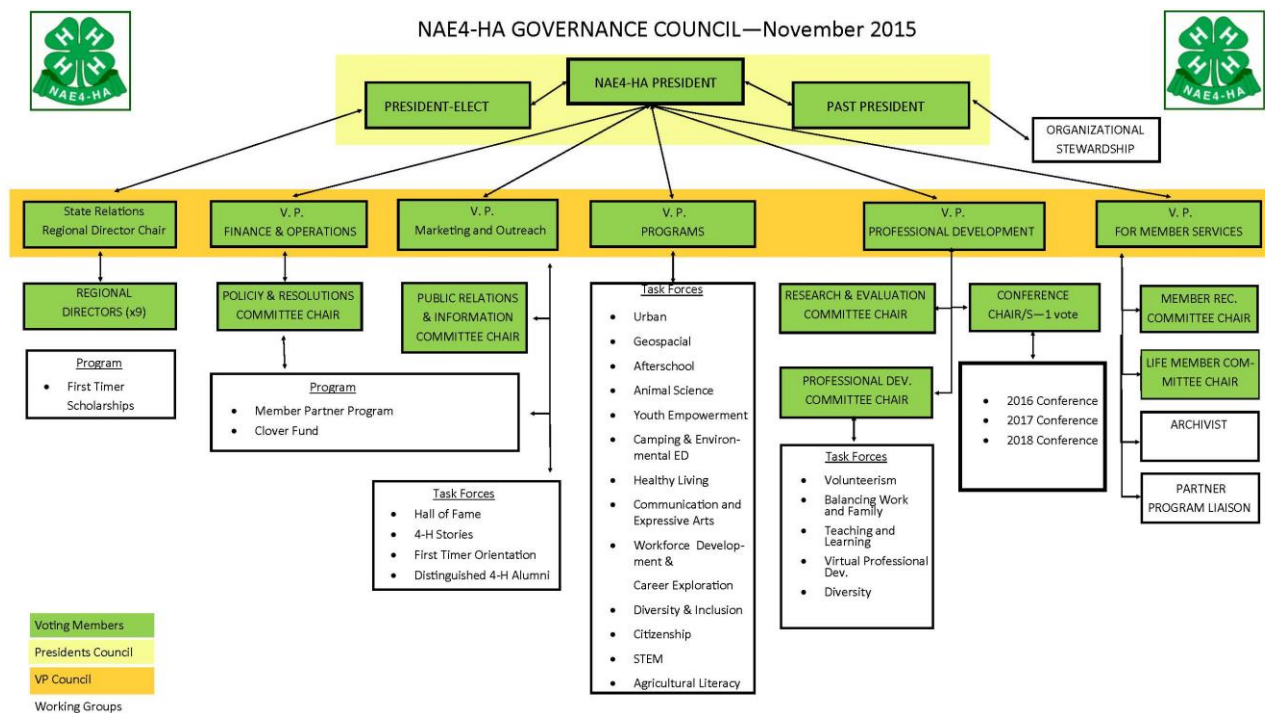 NAE4-HA GOVERNANCE COUNCIL—November 2015
H H
H H
NAE4-HA
H H
H H
NAE4-HA
NAE4-HA PRESIDENT
PRESIDENT-ELECT
PAST PRESIDENT
ORGANIZATIONAL
STEWARDSHIP
State Relations
Regional Director Chair
V. P.
FINANCE & OPERATIONS
V. P.
Marketing and Outreach
V. P.
PROGRAMS
V. P.
PROFESSIONAL DEVELOPMENT
V. P.
FOR MEMBER SERVICES
REGIONAL
DIRECTORS (x9)
Program
• First Timer
Scholarships
POLICIY & RESOLUTIONS
COMMITTEE CHAIR
Program
• Member Partner Program
• Clover Fund
PUBLIC RELATIONS
& INFORMATION
COMMITTEE CHAIR
Task Forces
• Hall of Fame
• 4-H Stories
• First Timer Orientation
• Distinguished 4-H Alumni
Task Forces
• Urban
• Geospacial
• Afterschool
• Animal Science
• Youth Empowerment
• Camping & Environ-
mental ED
• Healthy Living
• Communication and
Expressive Arts
• Workforce Develop-
ment &
Career Exploration
• Diversity & Inclusion
• Citizenship
• STEM
• Agricultural Literacy
RESEARCH & EVALUATION
COMMITTEE CHAIR
CONFERENCE
CHAIR/S—1 vote
PROFESSIONAL DEV.
COMMITTEE CHAIR
• 2016 Conference
• 2017 Conference
• 2018 Conference
Task Forces
• Volunteerism
• Balancing Work
and Family
• Teaching and
Learning
• Virtual Professional
Dev.
• Diversity
MEMBER REC.
COMMITTEE CHAIR
LIFE MEMBER COM-
MITTEE CHAIR
ARCHIVIST
PARTNER
PROGRAM LIAISON
Voting Members
Presidents Council
VP Council
Working Groups